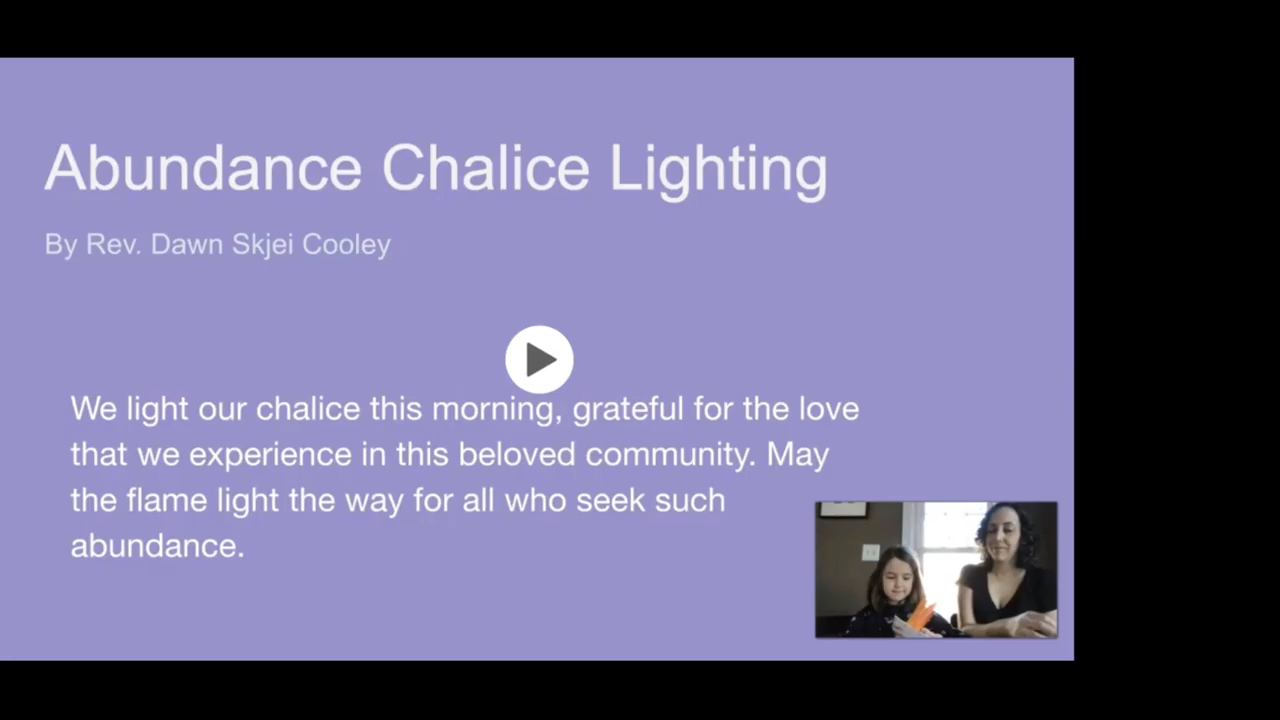 Abundance Chalice Lighting
By Rev. Dawn Skjei Cooley
We light our chalice this morning, grateful for the love
that we experience in this beloved community. May
the flame light the way for all who seek such
abundance.